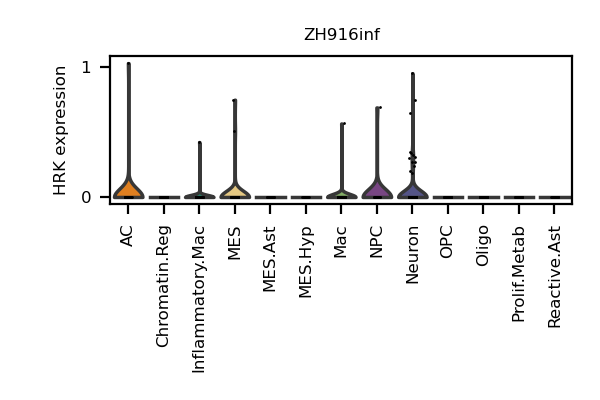 ZH916inf
HRK expression
1
0
AC
Chromatin.Reg
Inflammatory.Mac
MES
MES.Ast
MES.Hyp
Mac
NPC
Neuron
OPC
Oligo
Prolif.Metab
Reactive.Ast